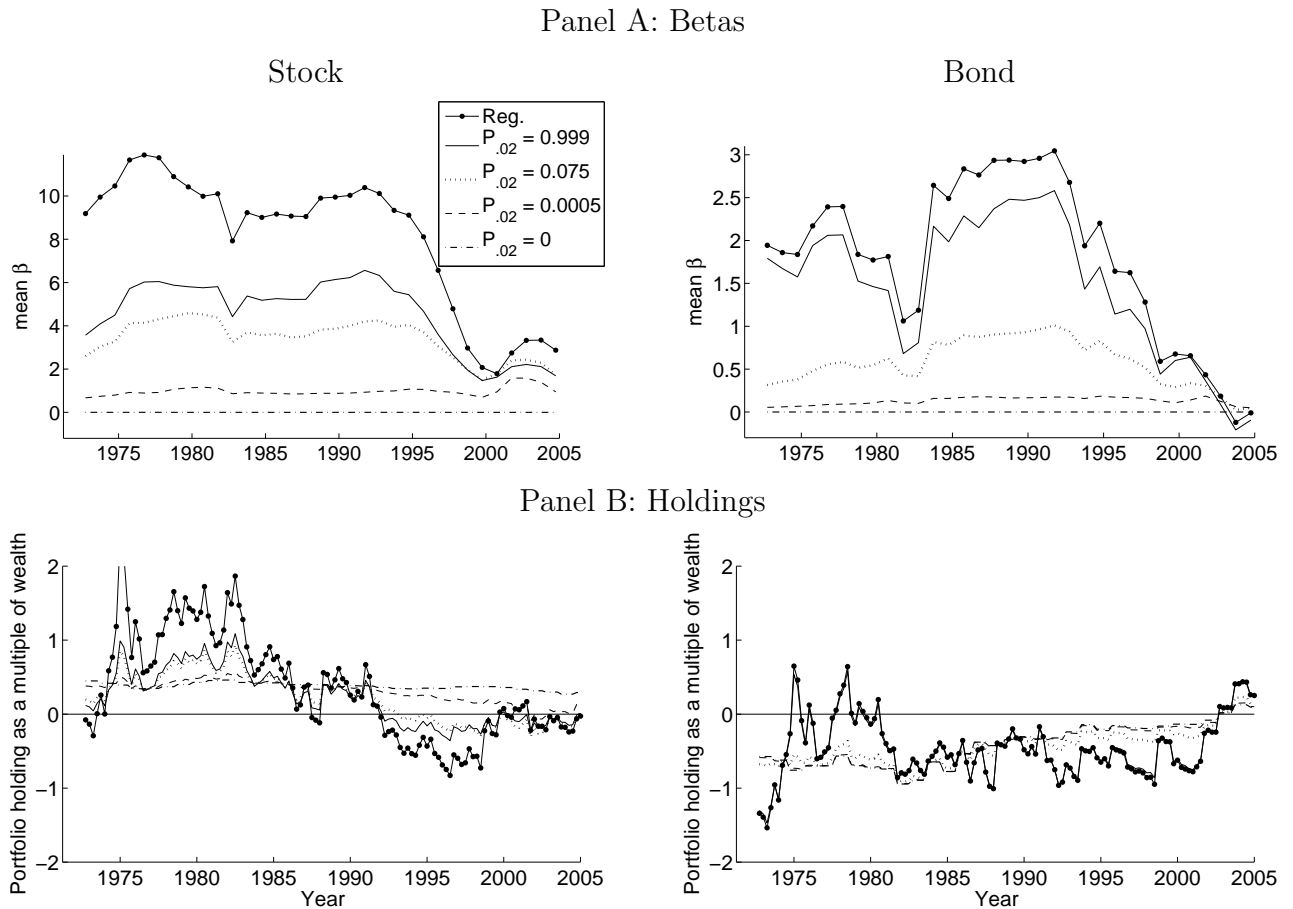 Panel A: Betas
Stock
Bond
Reg.
P.02 = 0.999
P.02 = 0.075
P.02 = 0.0005
P.02 = 0
mean β
10
8
6
4
2
0
1975 1980 1985 1990 1995 2000 2005
mean β
3
2.5
2
1.5
1
0.5
0
1975 1980 1985 1990 1995 2000 2005
Panel B: Holdings
Portfolio holding as a multiple of wealth
2
1
0
−1
−2
1975 1980 1985 1990 1995 2000 2005
Year
Portfolio holding as a multiple of wealth
2
1
0
−1
−2
1975 1980 1985 1990 1995 2000 2005
Year